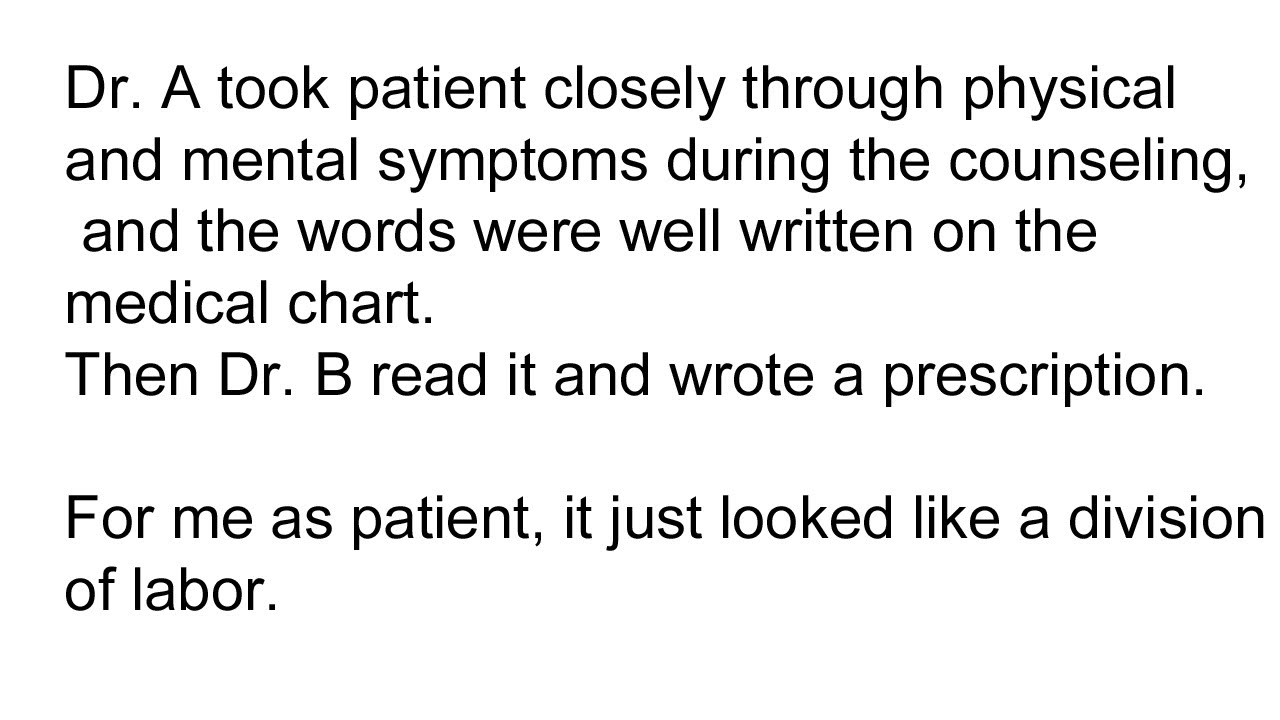 Dr. A took patient closely through physical
and mental symptoms during the counseling,
and the words were well written on the
medical chart.
Then Dr. B read it and wrote a prescription.
For me as patient, it just looked like a division
of labor.